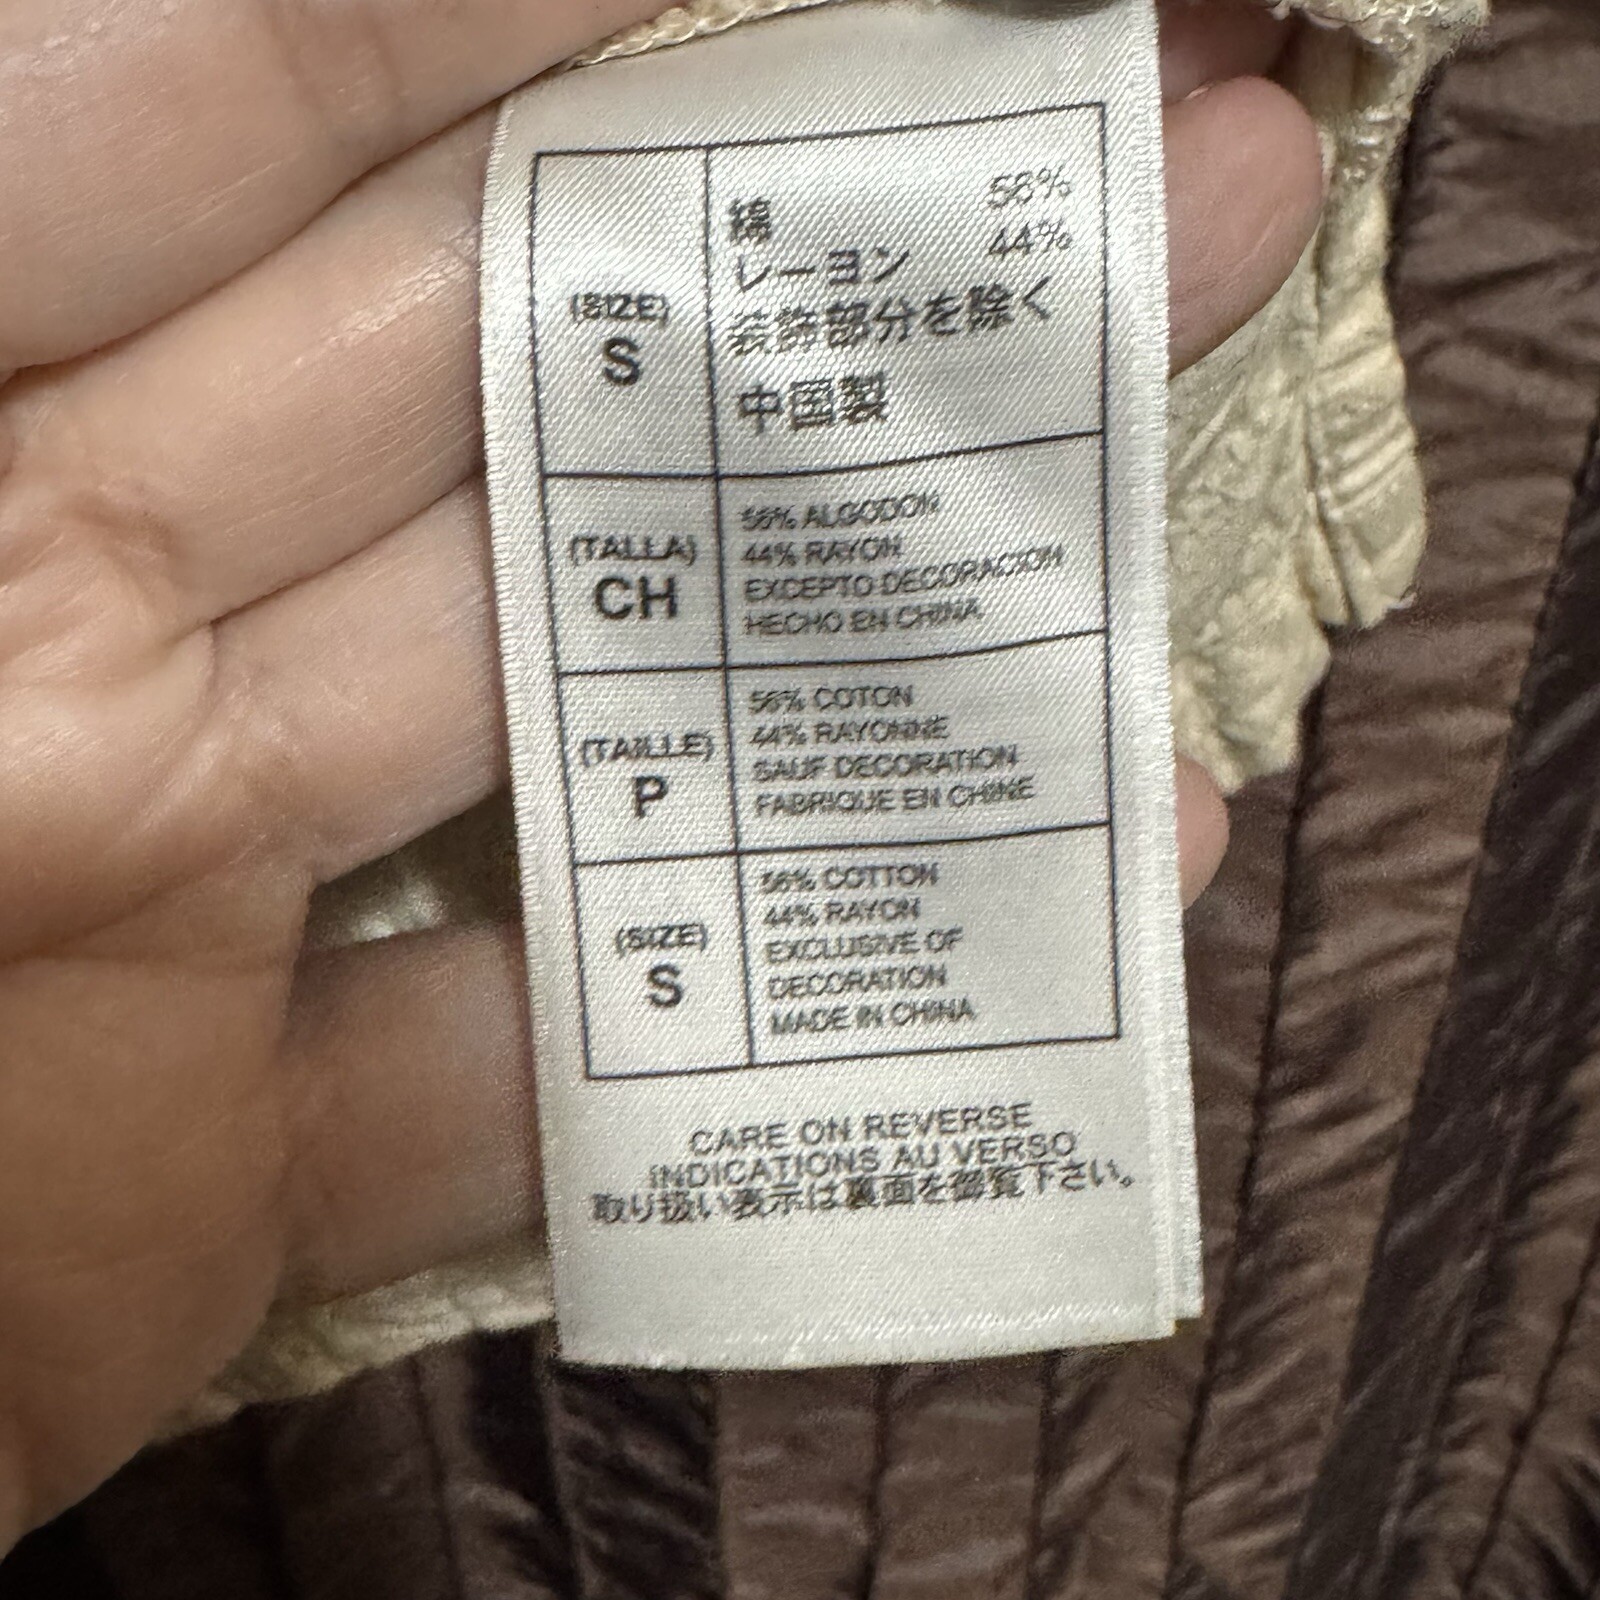 (SIZE)
S
綿 56%
レーヨン 44%
装飾部分を除く
中国製
(TALLA)
CH
56% ALGODON
44% RAYON
EXCEPTO DECORACION
HECHO EN CHINA
(TAILLE)
P
56% COTON
44% RAYONNE
SAUF DECORATION
FABRIQUE EN CHINE
(SIZE)
S
56% COTTON
44% RAYON
EXCLUSIVE OF
DECORATION
MADE IN CHINA
CARE ON REVERSE
INDICATIONS AU VERSO
取り扱い表示は裏面を御覧下さい。